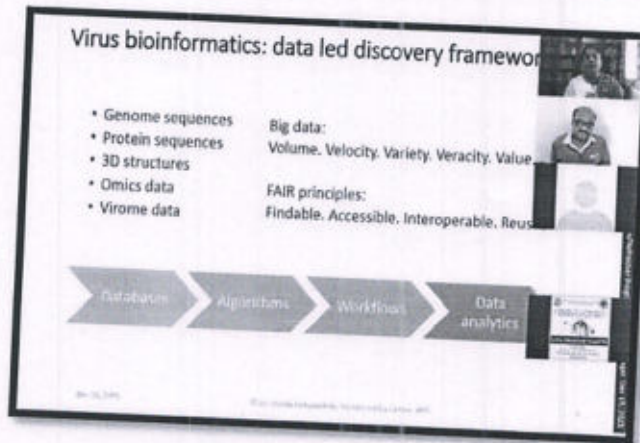 Virus bioinformatics: data led discovery framewor
• Genome sequences
• Protein sequences
• 3D structures
• Omics data
• Virome data
Big data:
Volume. Velocity. Variety. Veracity. Value
FAIR principles:
Findable. Accessible. Interoperable. Reus
Databases
Algorithms
Workflows
Data
analytics